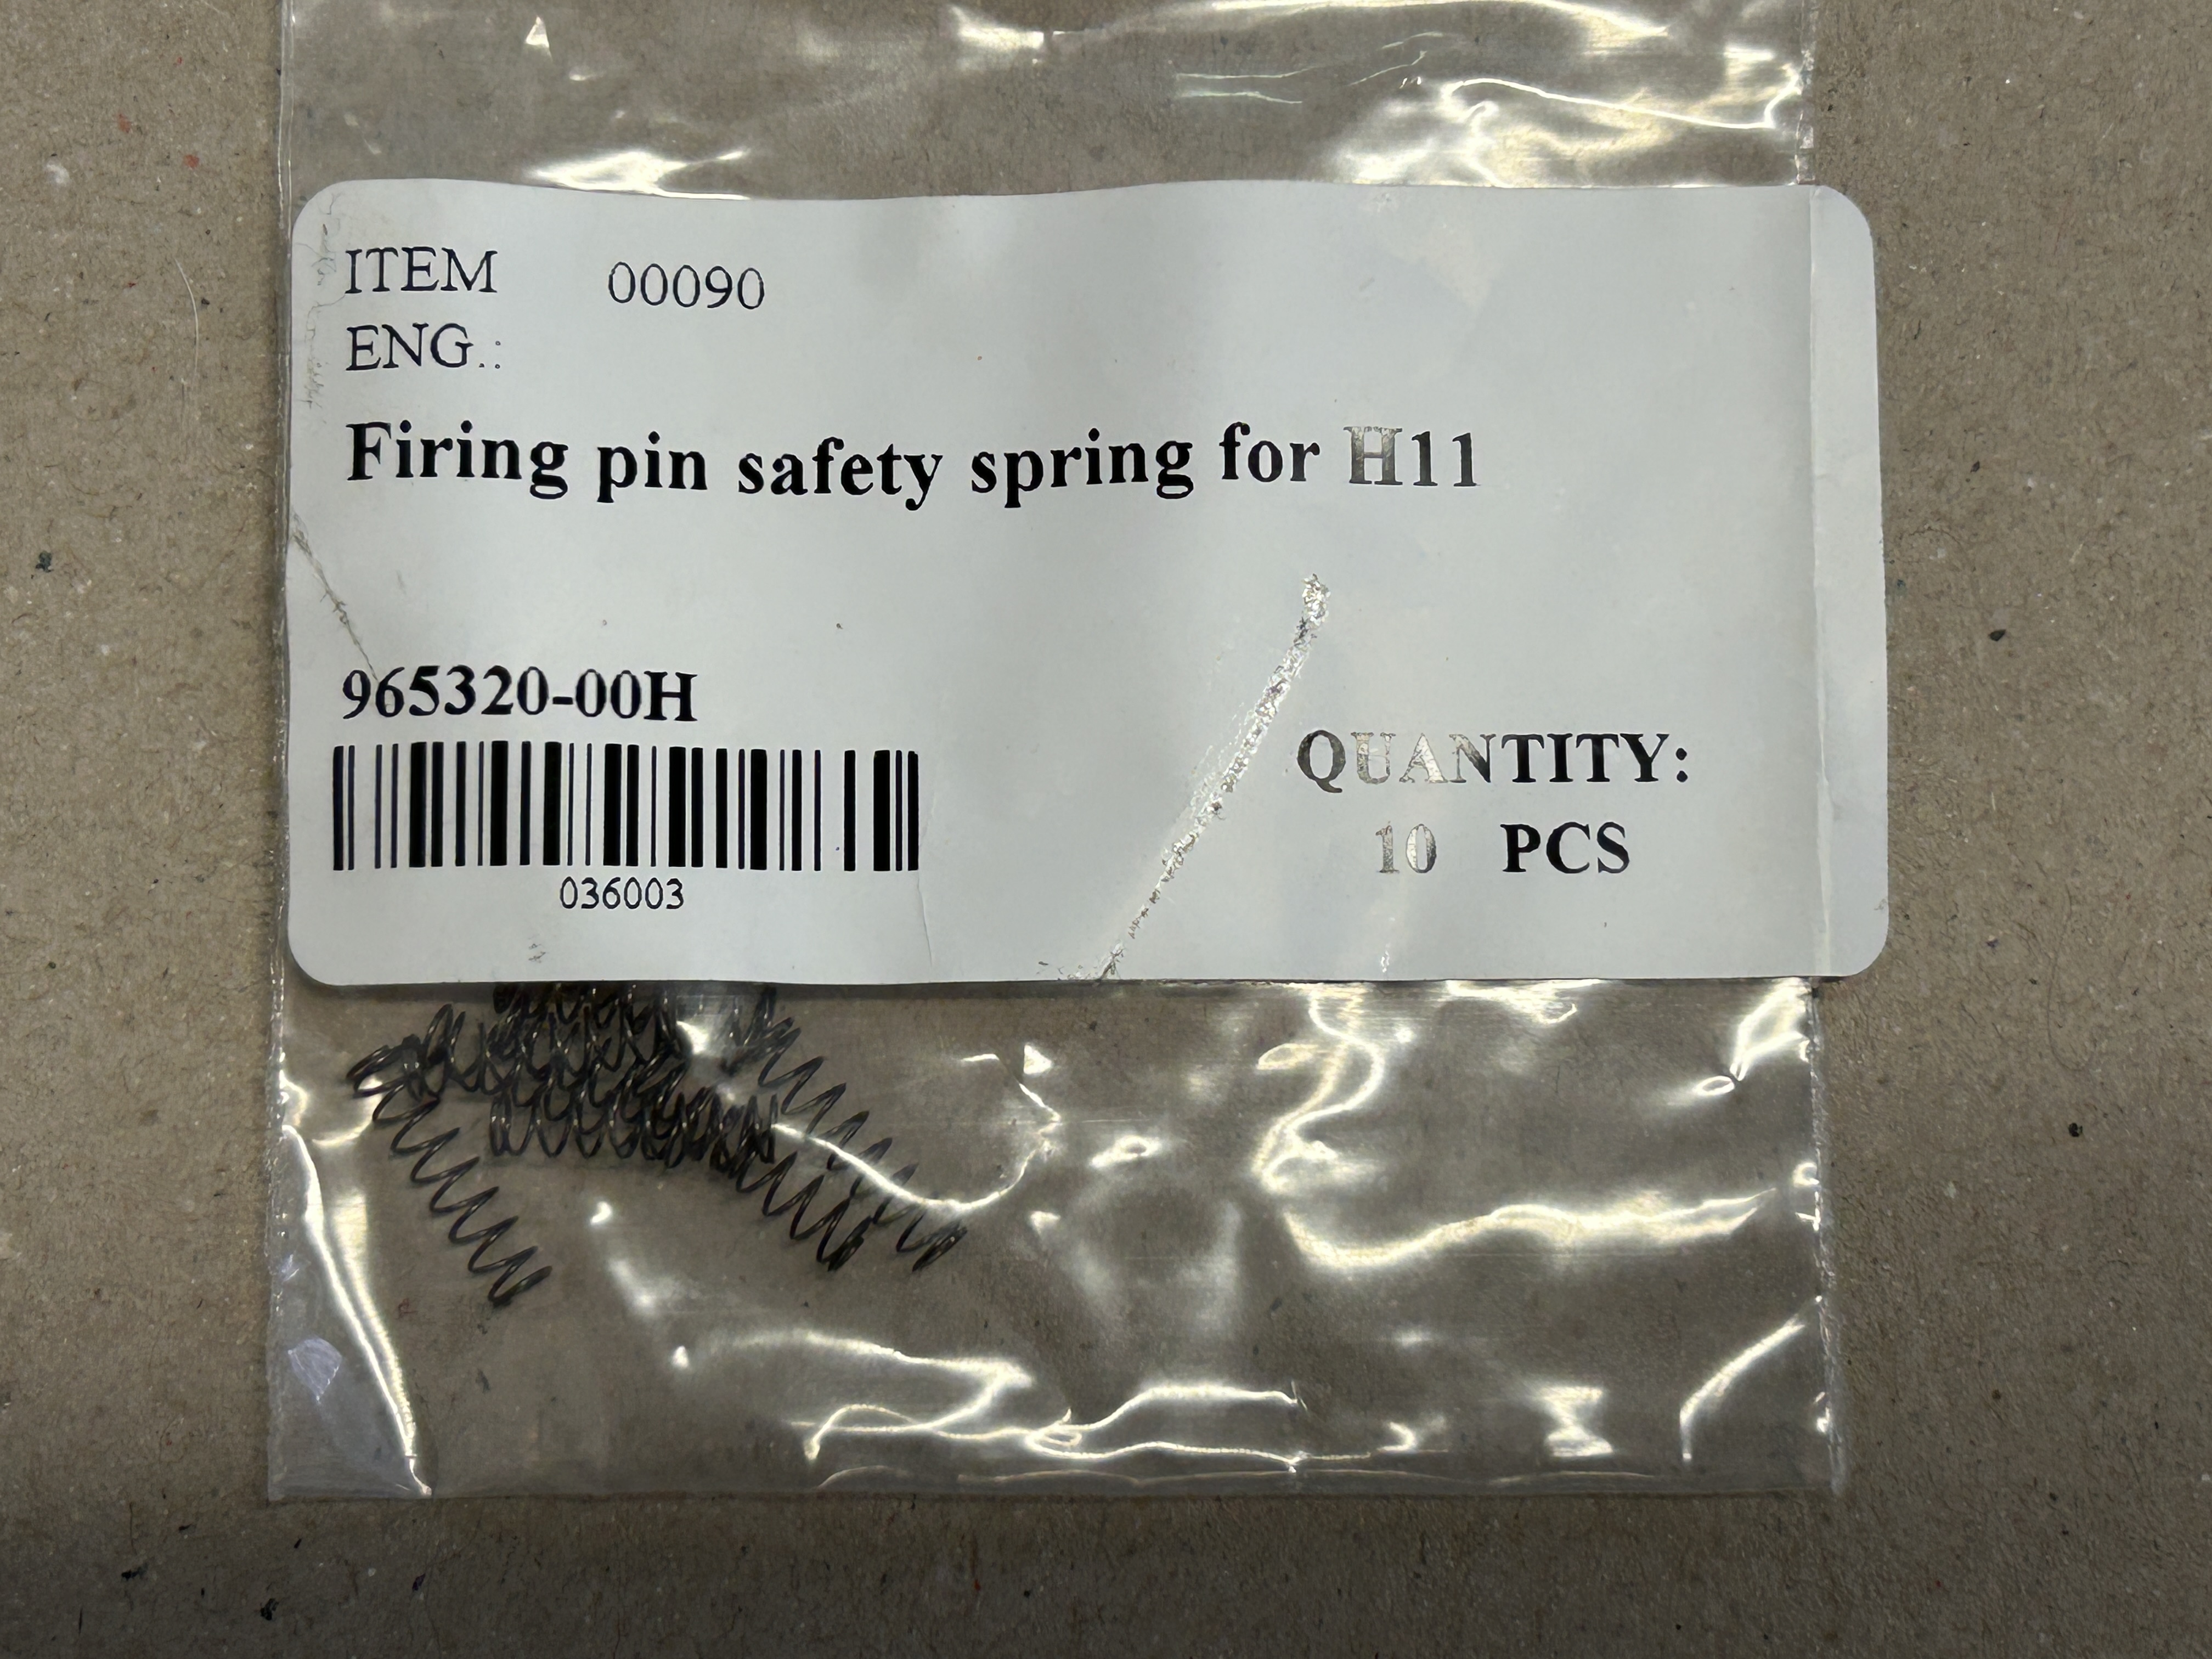 ITEM 00090
ENG.:
Firing pin safety spring for H11
965320-00H
036003
QUANTITY:
10 PCS